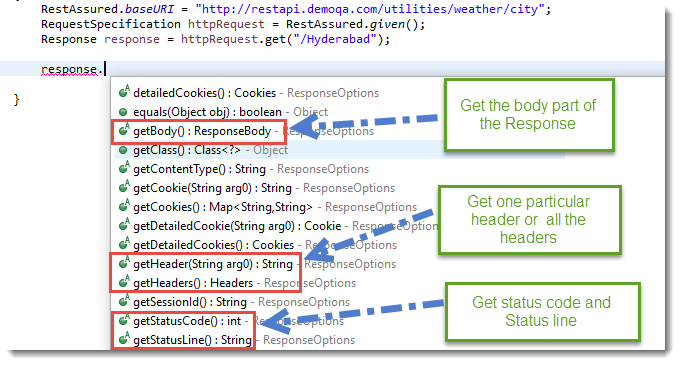 RestAssured.baseURI = "http://restapi.demoqa.com/utilities/weather/city";
RequestSpecification httpRequest = RestAssured.given();
Response response = httpRequest.get("/Hyderabad");
response.
}
detailedCookies() : Cookies - ResponseOptions
equals(Object obj) : boolean - Object
getBody() : ResponseBody - ResponseOptions
getClass() : Class<?> - Object
getContentType() : String - ResponseOptions
getCookie(String arg0) : String - ResponseOptions
getCookies() : Map<String,String> - ResponseOptions
getDetailedCookie(String arg0) : Cookie - ResponseOptions
getDetailedCookies() : Cookies - ResponseOptions
getHeader(String arg0) : String - ResponseOptions
getHeaders() : Headers - ResponseOptions
getSessionId() : String - ResponseOptions
getStatusCode() : int - ResponseOptions
getStatusLine() : String - ResponseOptions
Get the body part of
the Response
Get one particular
header or all the
headers
Get status code and
Status line